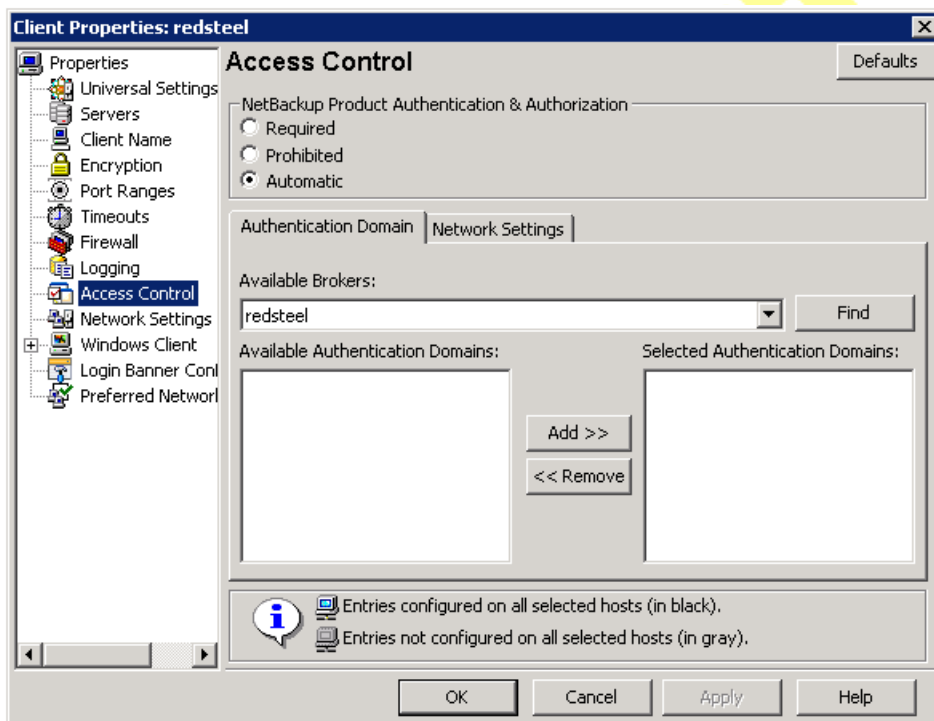 Client Properties: redsteel
Properties
Universal Settings
Servers
Client Name
Encryption
Port Ranges
Timeouts
Firewall
Logging
Access Control
Network Settings
Windows Client
Login Banner Conf
Preferred Networl
Access Control
Defaults
NetBackup Product Authentication & Authorization
Required
Prohibited
Automatic
Authentication Domain
Network Settings
Available Brokers:
redsteel
Find
Available Authentication Domains:
Selected Authentication Domains:
Add >>
<< Remove
Entries configured on all selected hosts (in black).
Entries not configured on all selected hosts (in gray).
OK
Cancel
Apply
Help